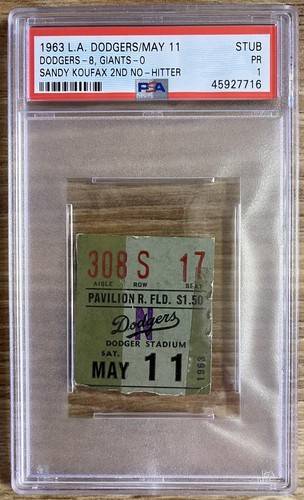 1963 L.A. DODGERS/MAY 11 STUB
DODGERS-8, GIANTS-0 PR
SANDY KOUFAX 2ND NO-HITTER 1
PSA 45927716
308 S 17
AISLE ROW SEAT
PAVILION R. FLD. $1.50
N
Dodgers
DODGER STADIUM
SAT.
MAY 11
1963